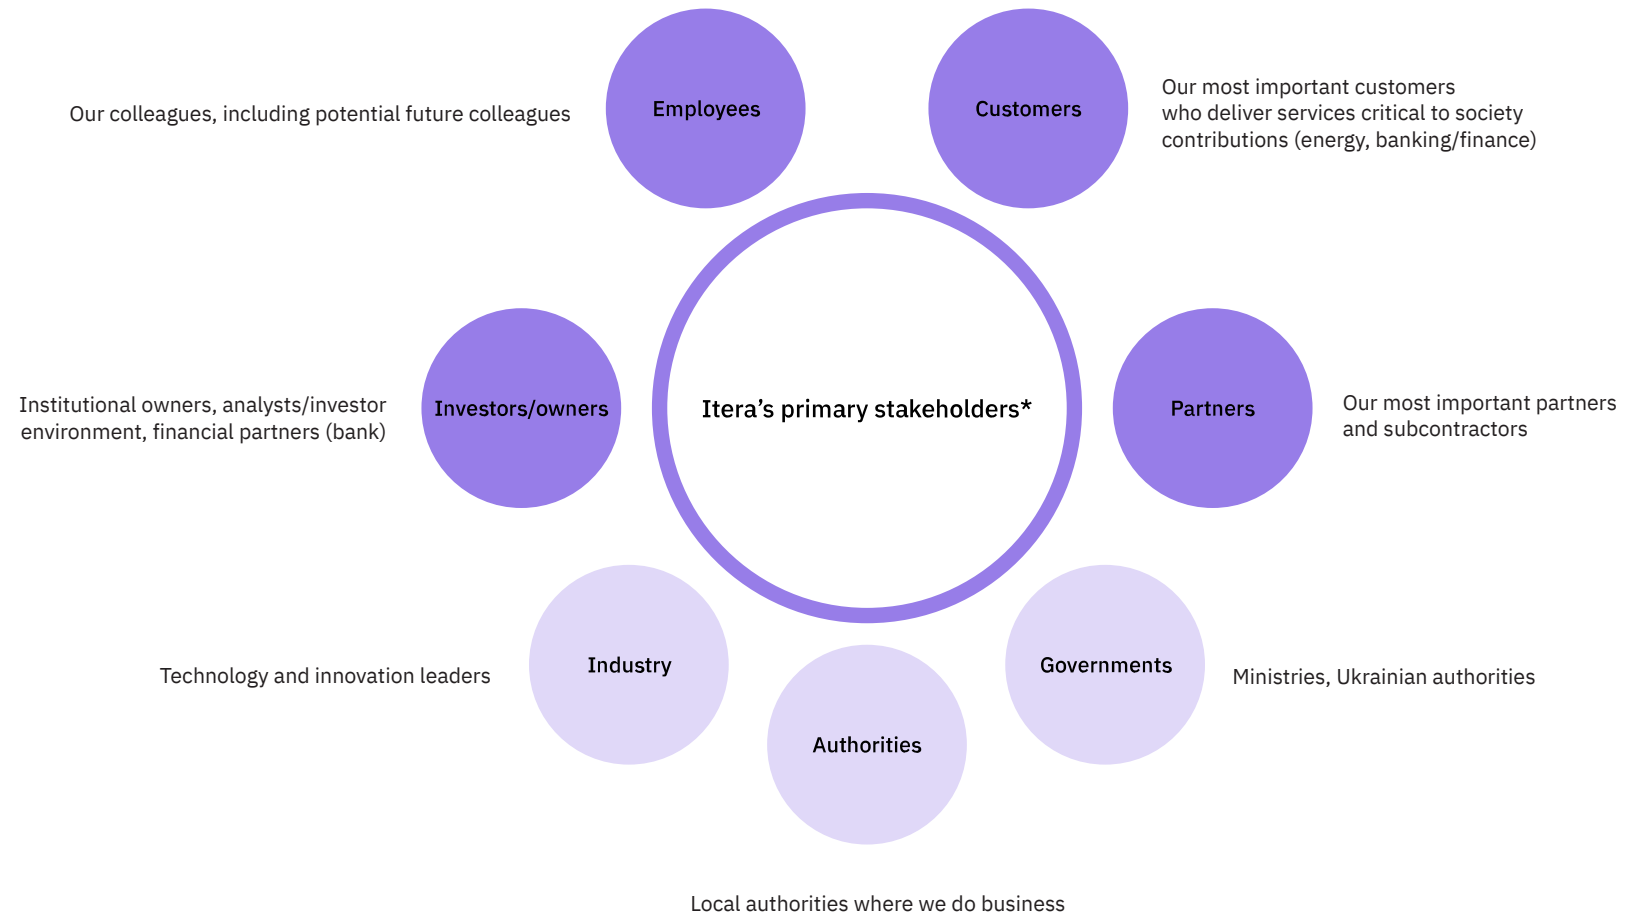 Employees
Our colleagues, including potential future colleagues
Customers
Our most important customers
who deliver services critical to society
contributions (energy, banking/finance)
Investors/owners
Institutional owners, analysts/investor
environment, financial partners (bank)
Itera’s primary stakeholders*
Partners
Our most important partners
and subcontractors
Industry
Technology and innovation leaders
Governments
Ministries, Ukrainian authorities
Authorities
Local authorities where we do business